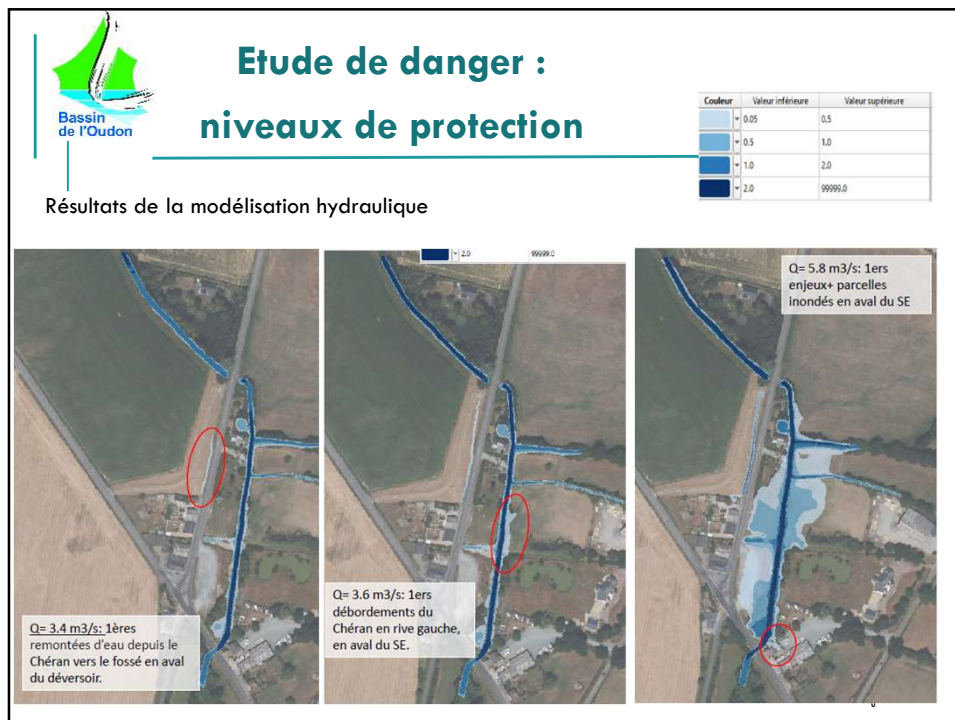 Etude de danger :
niveaux de protection
Bassin
de l'Oudon
Couleur Valeur inférieure Valeur supérieure
0.05 0.5
0.5 1.0
1.0 2.0
2.0 99999.0
Résultats de la modélisation hydraulique
Q= 3.4 m3/s: 1ères
remontées d'eau depuis le
Chéran vers le fossé en aval
du déversoir.
2.0 99999.0
Q= 3.6 m3/s: 1ers
débordements du
Chéran en rive gauche,
en aval du SE.
Q= 5.8 m3/s: 1ers
enjeux+ parcelles
inondés en aval du SE